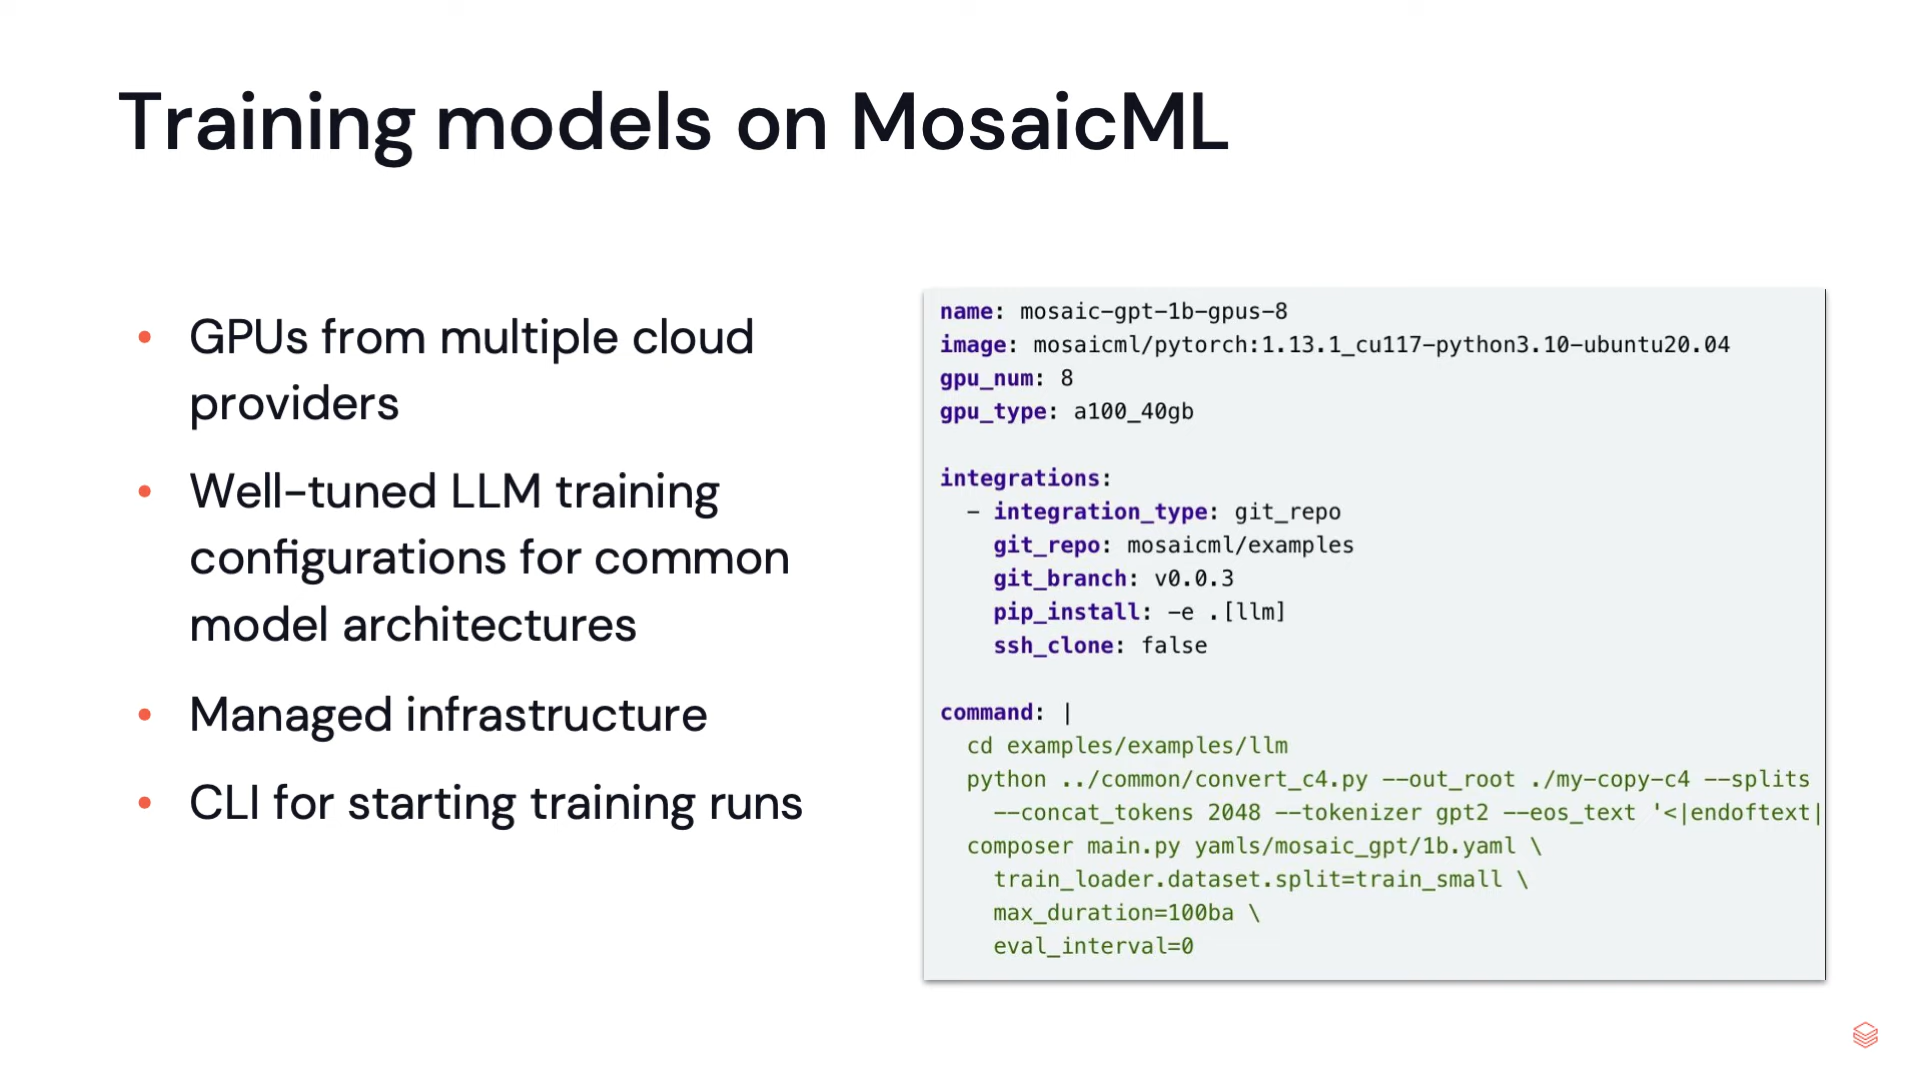 Training models on MosaicML
• GPUs from multiple cloud
providers
• Well-tuned LLM training
configurations for common
model architectures
• Managed infrastructure
• CLI for starting training runs
name: mosaic-gpt-1b-gpus-8
image: mosaicml/pytorch:1.13.1_cu117-python3.10-ubuntu20.04
gpu_num: 8
gpu_type: a100_40gb
integrations:
  - integration_type: git_repo
    git_repo: mosaicml/examples
    git_branch: v0.0.3
    pip_install: -e .[llm]
    ssh_clone: false
command: |
  cd examples/examples/llm
  python ../common/convert_c4.py --out_root ./my-copy-c4 --splits
    --concat_tokens 2048 --tokenizer gpt2 --eos_text '<|endoftext|
  composer main.py yamls/mosaic_gpt/1b.yaml \
    train_loader.dataset.split=train_small \
    max_duration=100ba \
    eval_interval=0